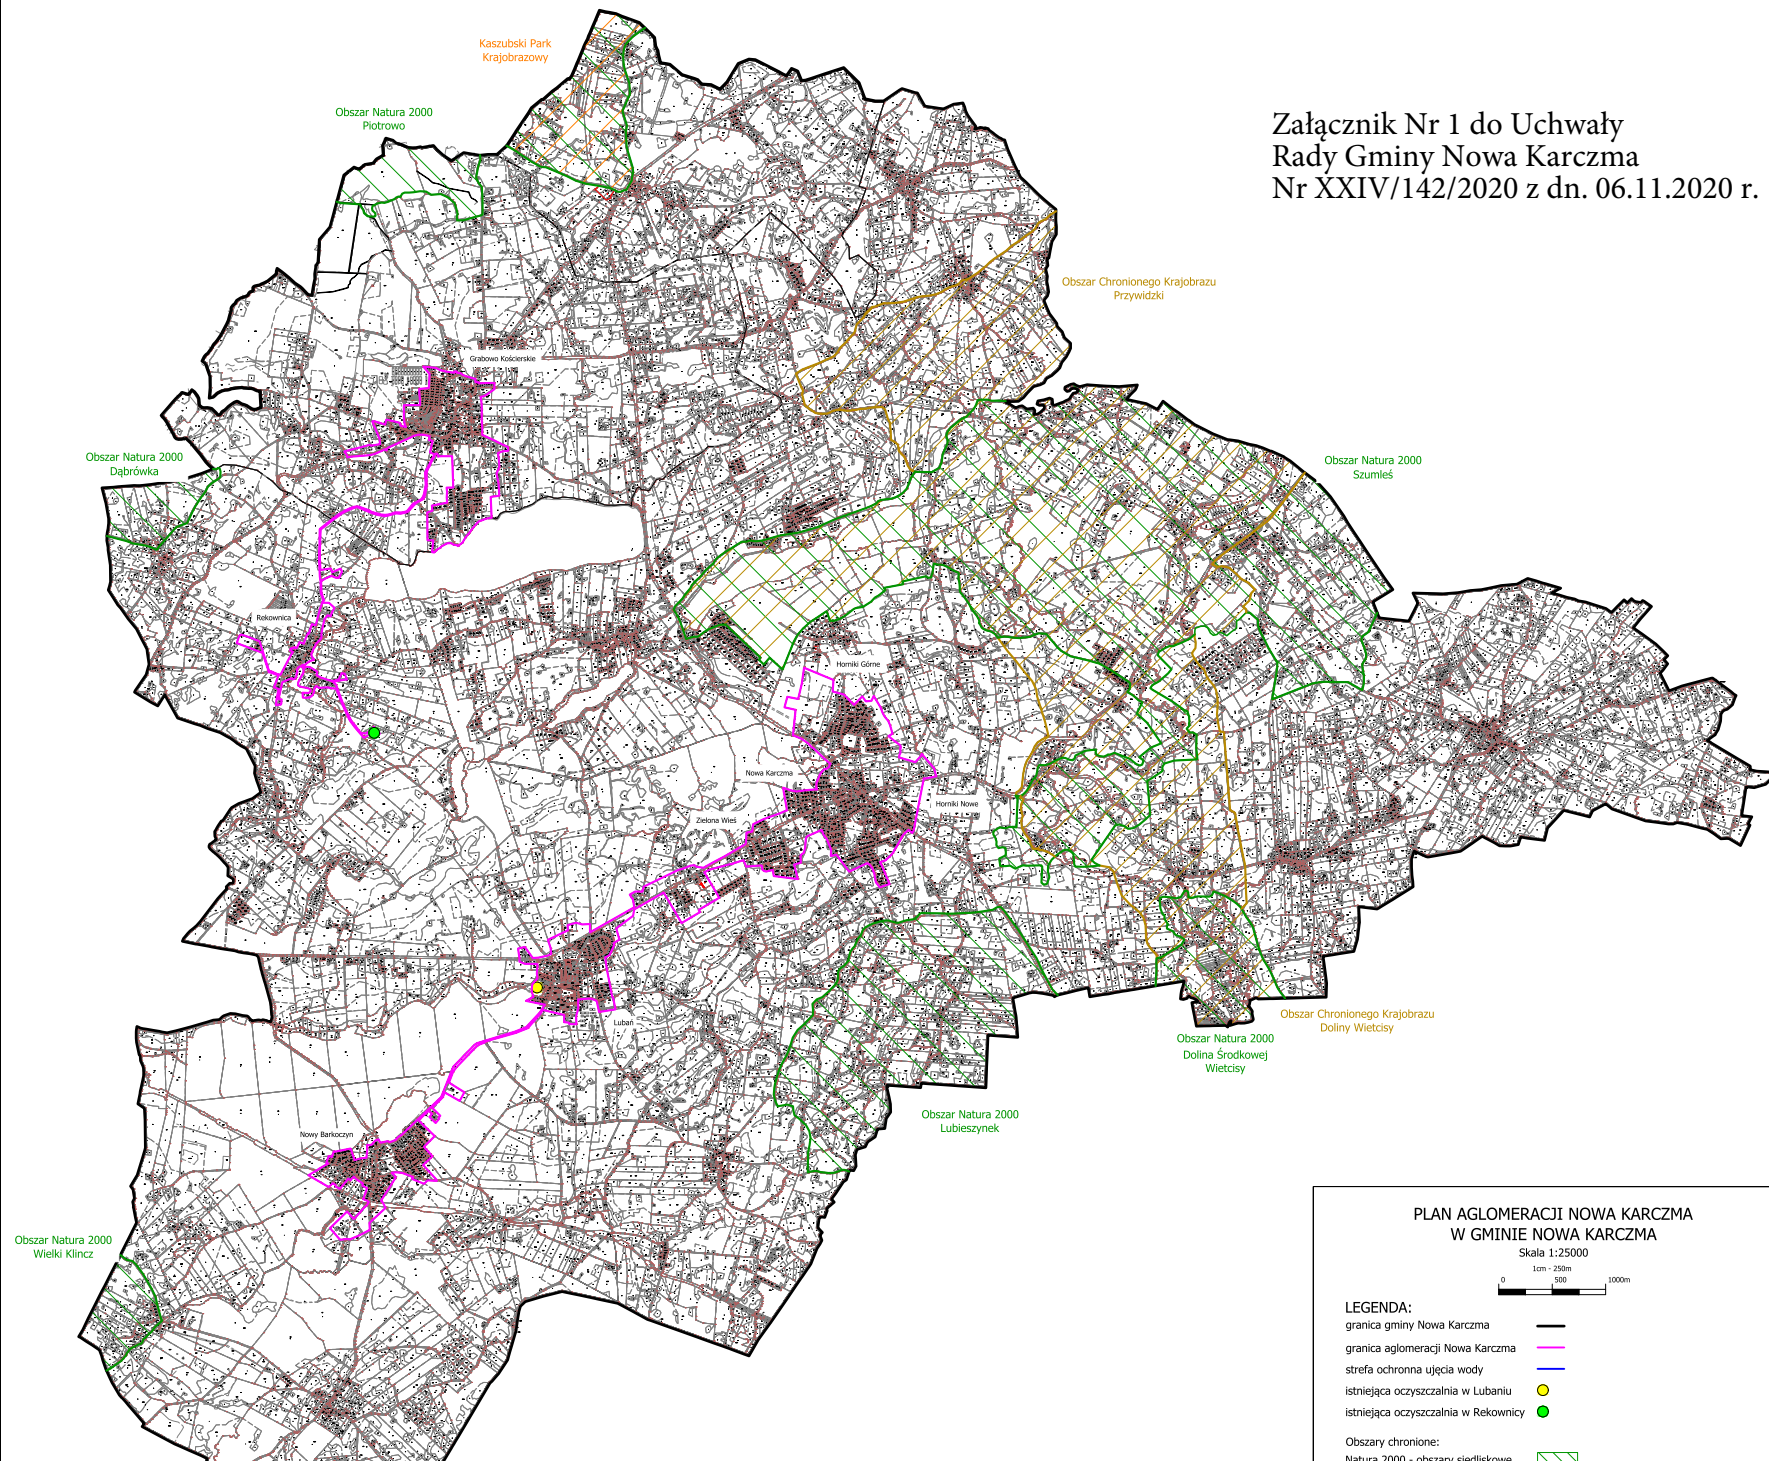 Kaszubski Park
Krajobrazowy
Obszar Natura 2000
Piotrowo
Załącznik Nr 1 do Uchwały
Rady Gminy Nowa Karczma
Nr XXIV/142/2020 z dn. 06.11.2020 r.
Obszar Chronionego Krajobrazu
Przywidzki
Grabowo Kościerskie
Obszar Natura 2000
Dąbrówka
Obszar Natura 2000
Szumleś
Rekownica
Horniki Górne
Nowa Karczma
Horniki Nowe
Zielona Wieś
Lubań
Obszar Chronionego Krajobrazu
Doliny Wietcisy
Obszar Natura 2000
Dolina Środkowej
Wietcisy
Obszar Natura 2000
Lubieszynek
Nowy Barkoczyn
Obszar Natura 2000
Wielki Klincz
PLAN AGLOMERACJI NOWA KARCZMA
W GMINIE NOWA KARCZMA
Skala 1:25000
1cm - 250m
0 500 1000m
LEGENDA:
granica gminy Nowa Karczma
granica aglomeracji Nowa Karczma
strefa ochronna ujęcia wody
istniejąca oczyszczalnia w Lubaniu
istniejąca oczyszczalnia w Rekownicy
Obszary chronione:
Natura 2000 - obszary siedliskowe